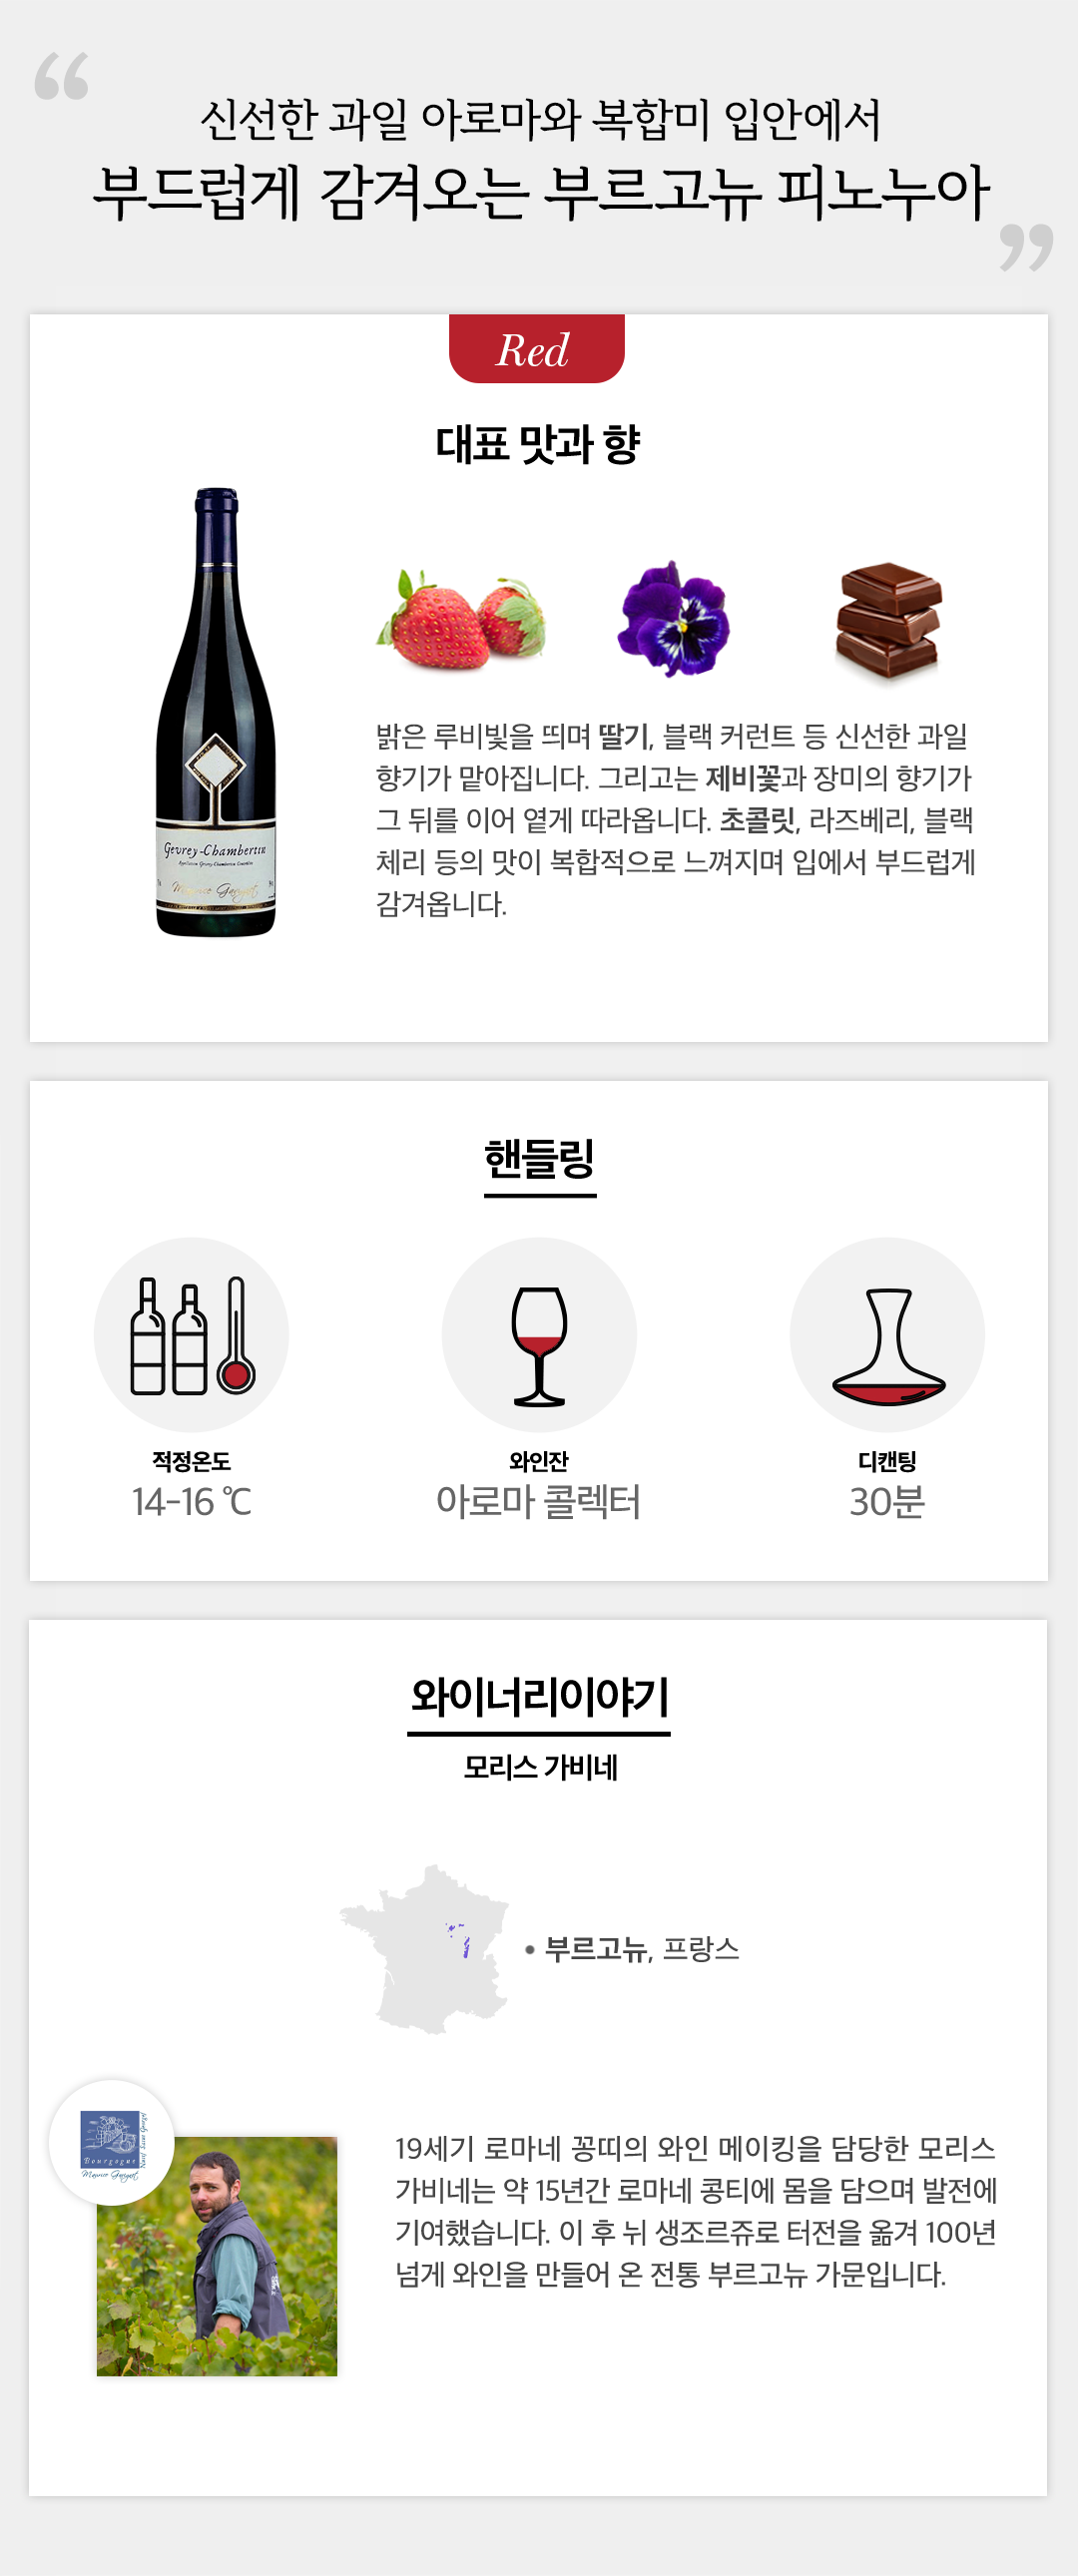 “
신선한 과일 아로마와 복합미 입안에서
부드럽게 감겨오는 부르고뉴 피노누아
”
Red
대표 맛과 향
Gevrey-Chambertin
밝은 루비빛을 띄며 딸기, 블랙 커런트 등 신선한 과일
향기가 맡아집니다. 그리고는 제비꽃과 장미의 향기가
그 뒤를 이어 옅게 따라옵니다. 초콜릿, 라즈베리, 블랙
체리 등의 맛이 복합적으로 느껴지며 입에서 부드럽게
감겨옵니다.
핸들링
적정온도
14-16 ℃
와인잔
아로마 콜렉터
디캔팅
30분
와이너리이야기
모리스 가비네
• 부르고뉴, 프랑스
Bourgogne
19세기 로마네 꽁띠의 와인 메이킹을 담당한 모리스
가비네는 약 15년간 로마네 콩티에 몸을 담으며 발전에
기여했습니다. 이 후 뉘 생조르쥬로 터전을 옮겨 100년
넘게 와인을 만들어 온 전통 부르고뉴 가문입니다.